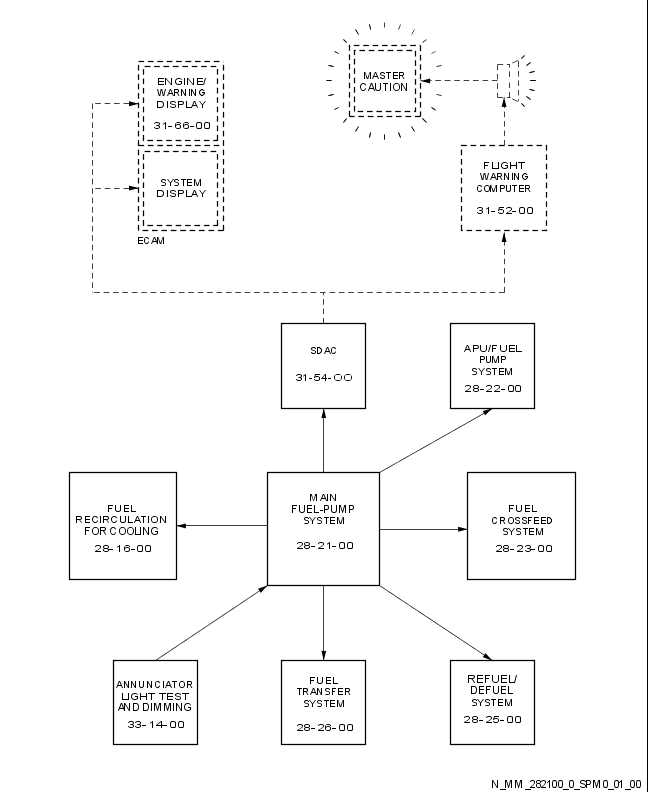 ENGINE/
WARNING
DISPLAY
31-66-00
SYSTEM
DISPLAY
ECAM
MASTER
CAUTION
FLIGHT
WARNING
COMPUTER
31-52-00
SDAC
31-54-00
APU/FUEL
PUMP
SYSTEM
28-22-00
FUEL
RECIRCULATION
FOR COOLING
28-16-00
MAIN
FUEL-PUMP
SYSTEM
28-21-00
FUEL
CROSSFEED
SYSTEM
28-23-00
ANNUNCIATOR
LIGHT TEST
AND DIMMING
33-14-00
FUEL
TRANSFER
SYSTEM
28-26-00
REFUEL/
DEFUEL
SYSTEM
28-25-00
N_MM_282100_0_SPM0_01_00